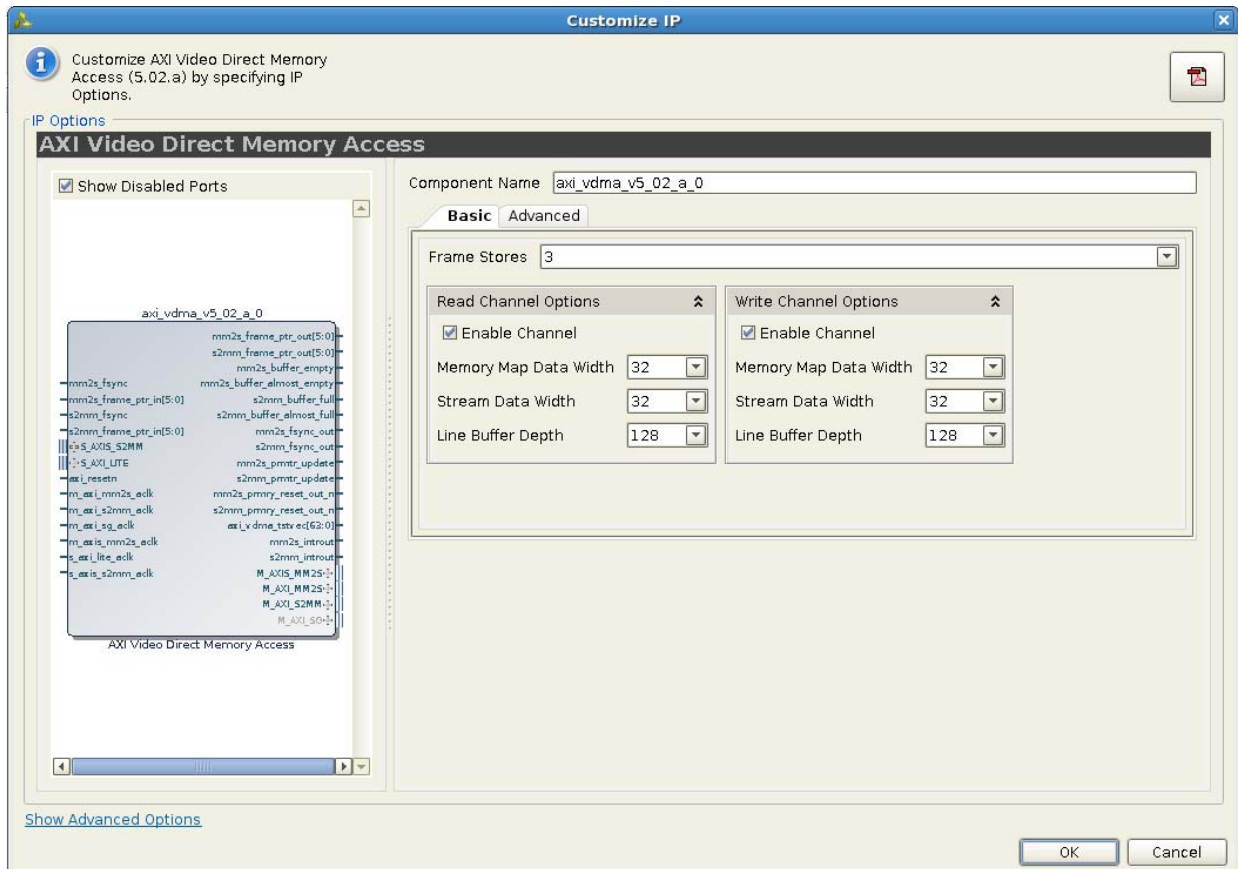 Customize IP
Customize AXI Video Direct Memory
Access (5.02.a) by specifying IP
Options.
IP Options
AXI Video Direct Memory Access
Show Disabled Ports
axi_vdma_v5_02_a_0
mm2s_frame_ptr_out[5:0]
s2mm_frame_ptr_out[5:0]
mm2s_buffer_empty
mm2s_fsync mm2s_buffer_almost_empty
mm2s_frame_ptr_in[5:0] s2mm_buffer_full
s2mm_fsync s2mm_buffer_almost_full
s2mm_frame_ptr_in[5:0] mm2s_fsync_out
S_AXIS_S2MM s2mm_fsync_out
S_AXI_LITE mm2s_prmtr_update
axi_resetn s2mm_prmtr_update
m_axi_mm2s_aclk mm2s_prmry_reset_out_n
m_axi_s2mm_aclk s2mm_prmry_reset_out_n
m_axi_sg_aclk axi_vdma_tstvec[63:0]
m_axis_mm2s_aclk mm2s_introut
s_axi_lite_aclk s2mm_introut
s_axis_s2mm_aclk M_AXIS_MM2S
M_AXI_MM2S
M_AXI_S2MM
M_AXI_SG
AXI Video Direct Memory Access
Component Name axi_vdma_v5_02_a_0
Basic Advanced
Frame Stores 3
Read Channel Options
Enable Channel
Memory Map Data Width 32
Stream Data Width 32
Line Buffer Depth 128
Write Channel Options
Enable Channel
Memory Map Data Width 32
Stream Data Width 32
Line Buffer Depth 128
Show Advanced Options
OK Cancel